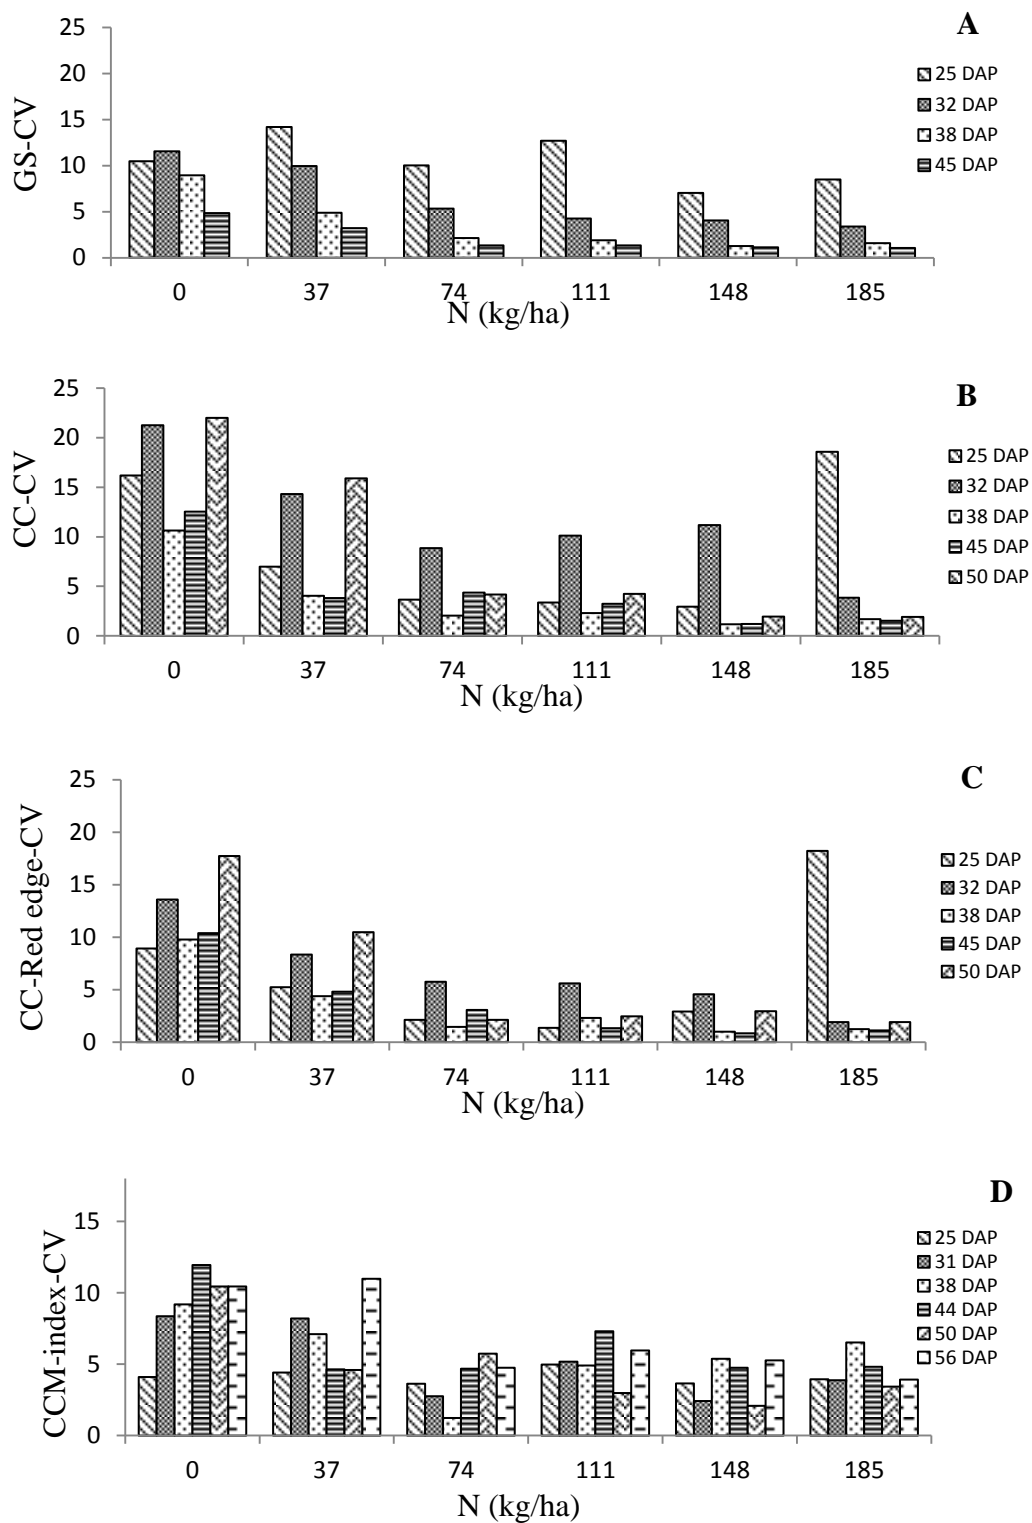 A
25
20
15
10
5
0
GS-CV
25 DAP
32 DAP
38 DAP
45 DAP
0 37 74 111 148 185
N (kg/ha)
B
25
20
15
10
5
0
CC-CV
25 DAP
32 DAP
38 DAP
45 DAP
50 DAP
0 37 74 111 148 185
N (kg/ha)
C
25
20
15
10
5
0
CC-Red edge-CV
25 DAP
32 DAP
38 DAP
45 DAP
50 DAP
0 37 74 111 148 185
N (kg/ha)
D
15
10
5
0
CCM-index-CV
25 DAP
31 DAP
38 DAP
44 DAP
50 DAP
56 DAP
0 37 74 111 148 185
N (kg/ha)